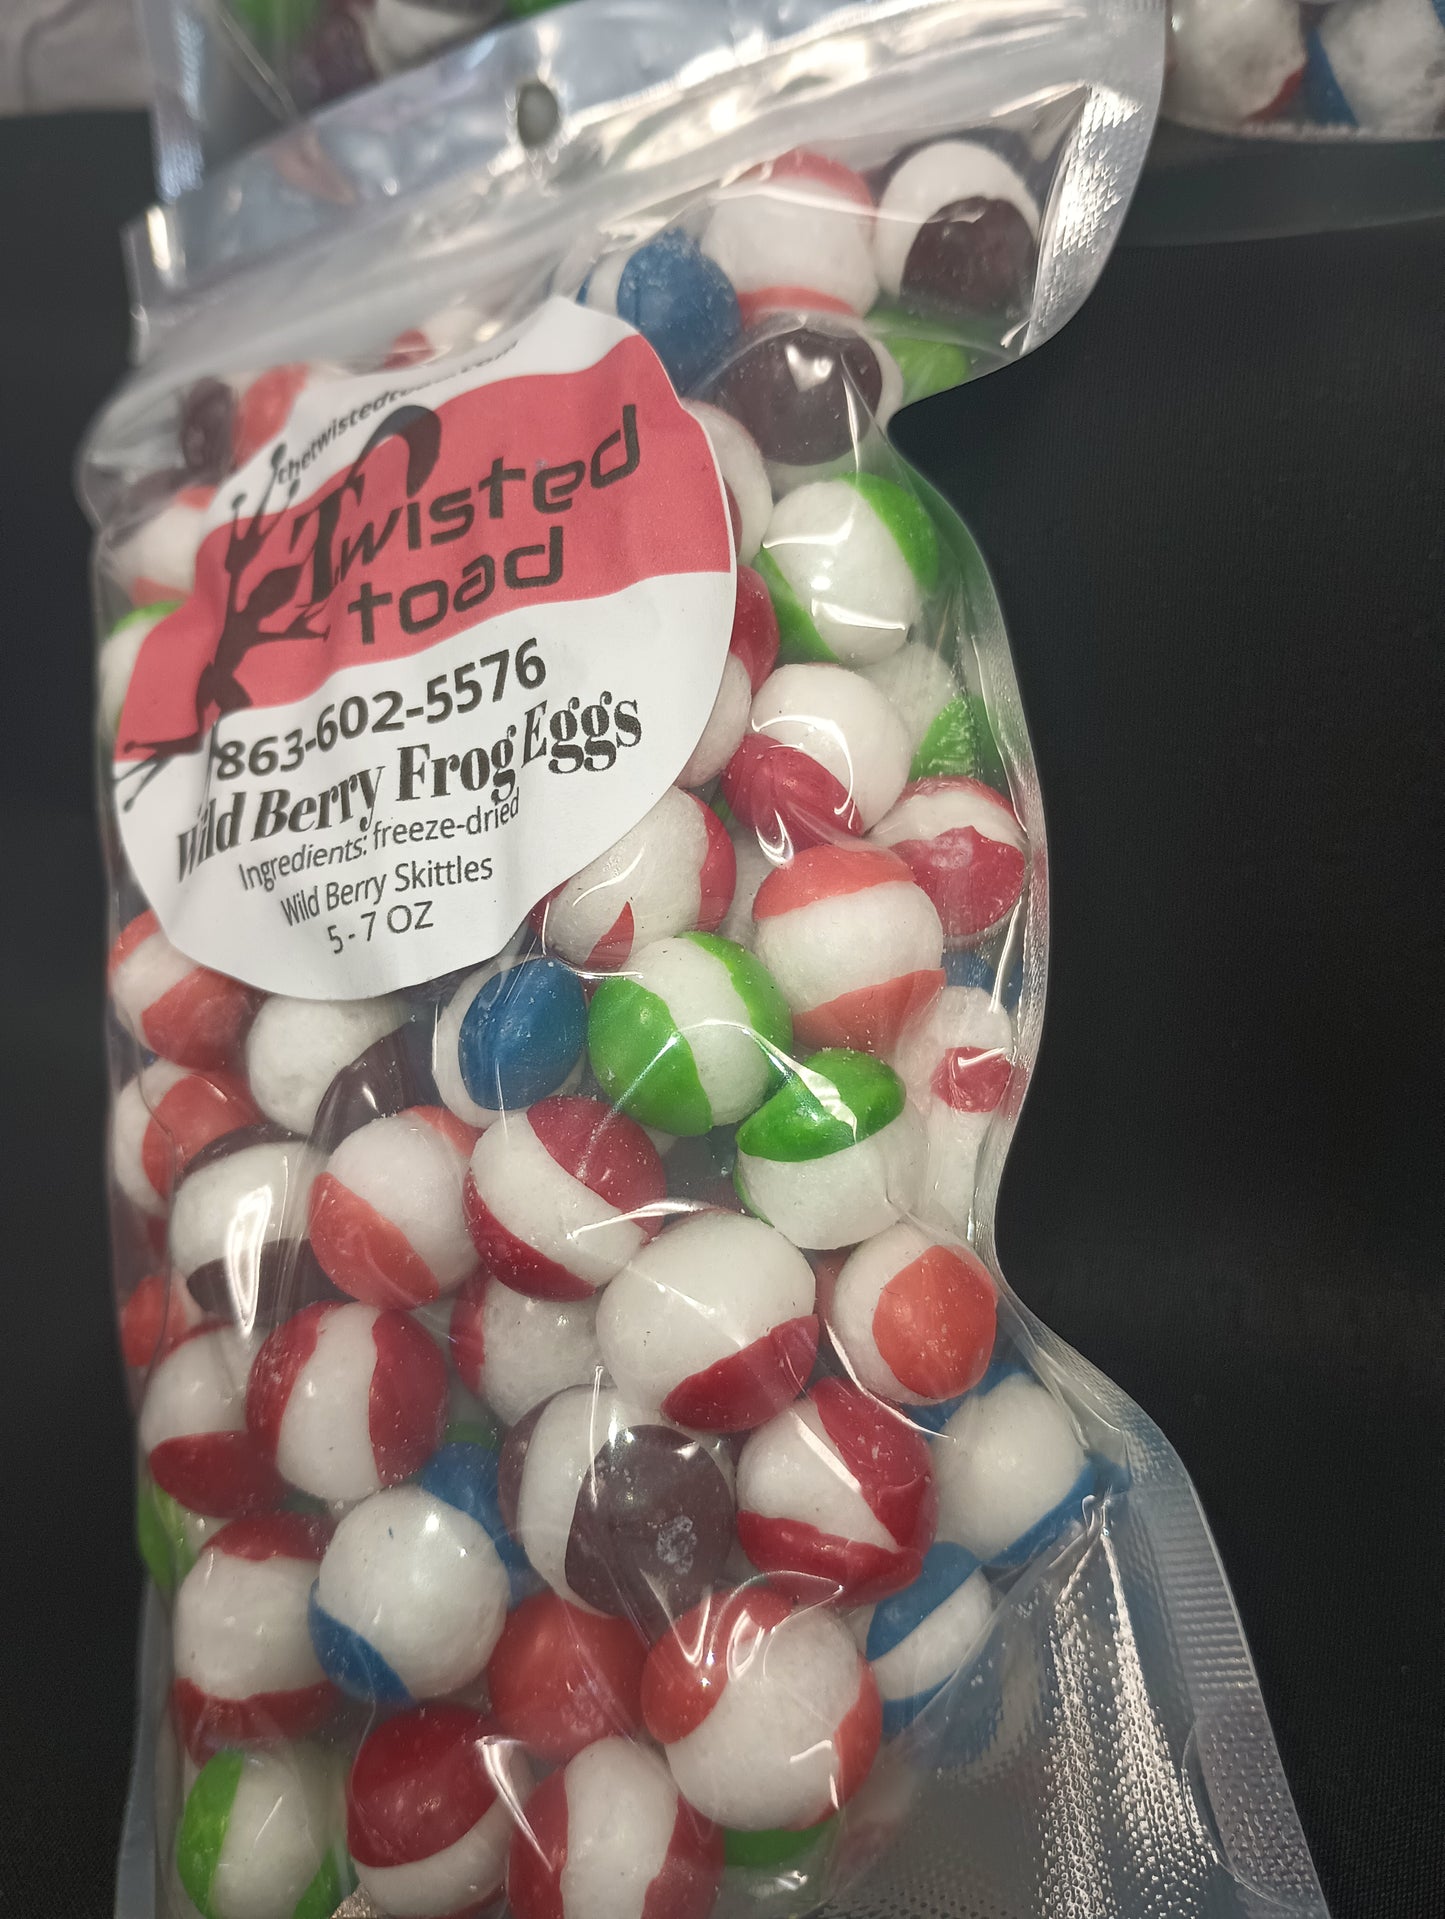 Twisted
toad
863-602-5576
Wild Berry Frog Eggs
Ingredients: freeze-dried
Wild Berry Skittles
5 - 7 OZ